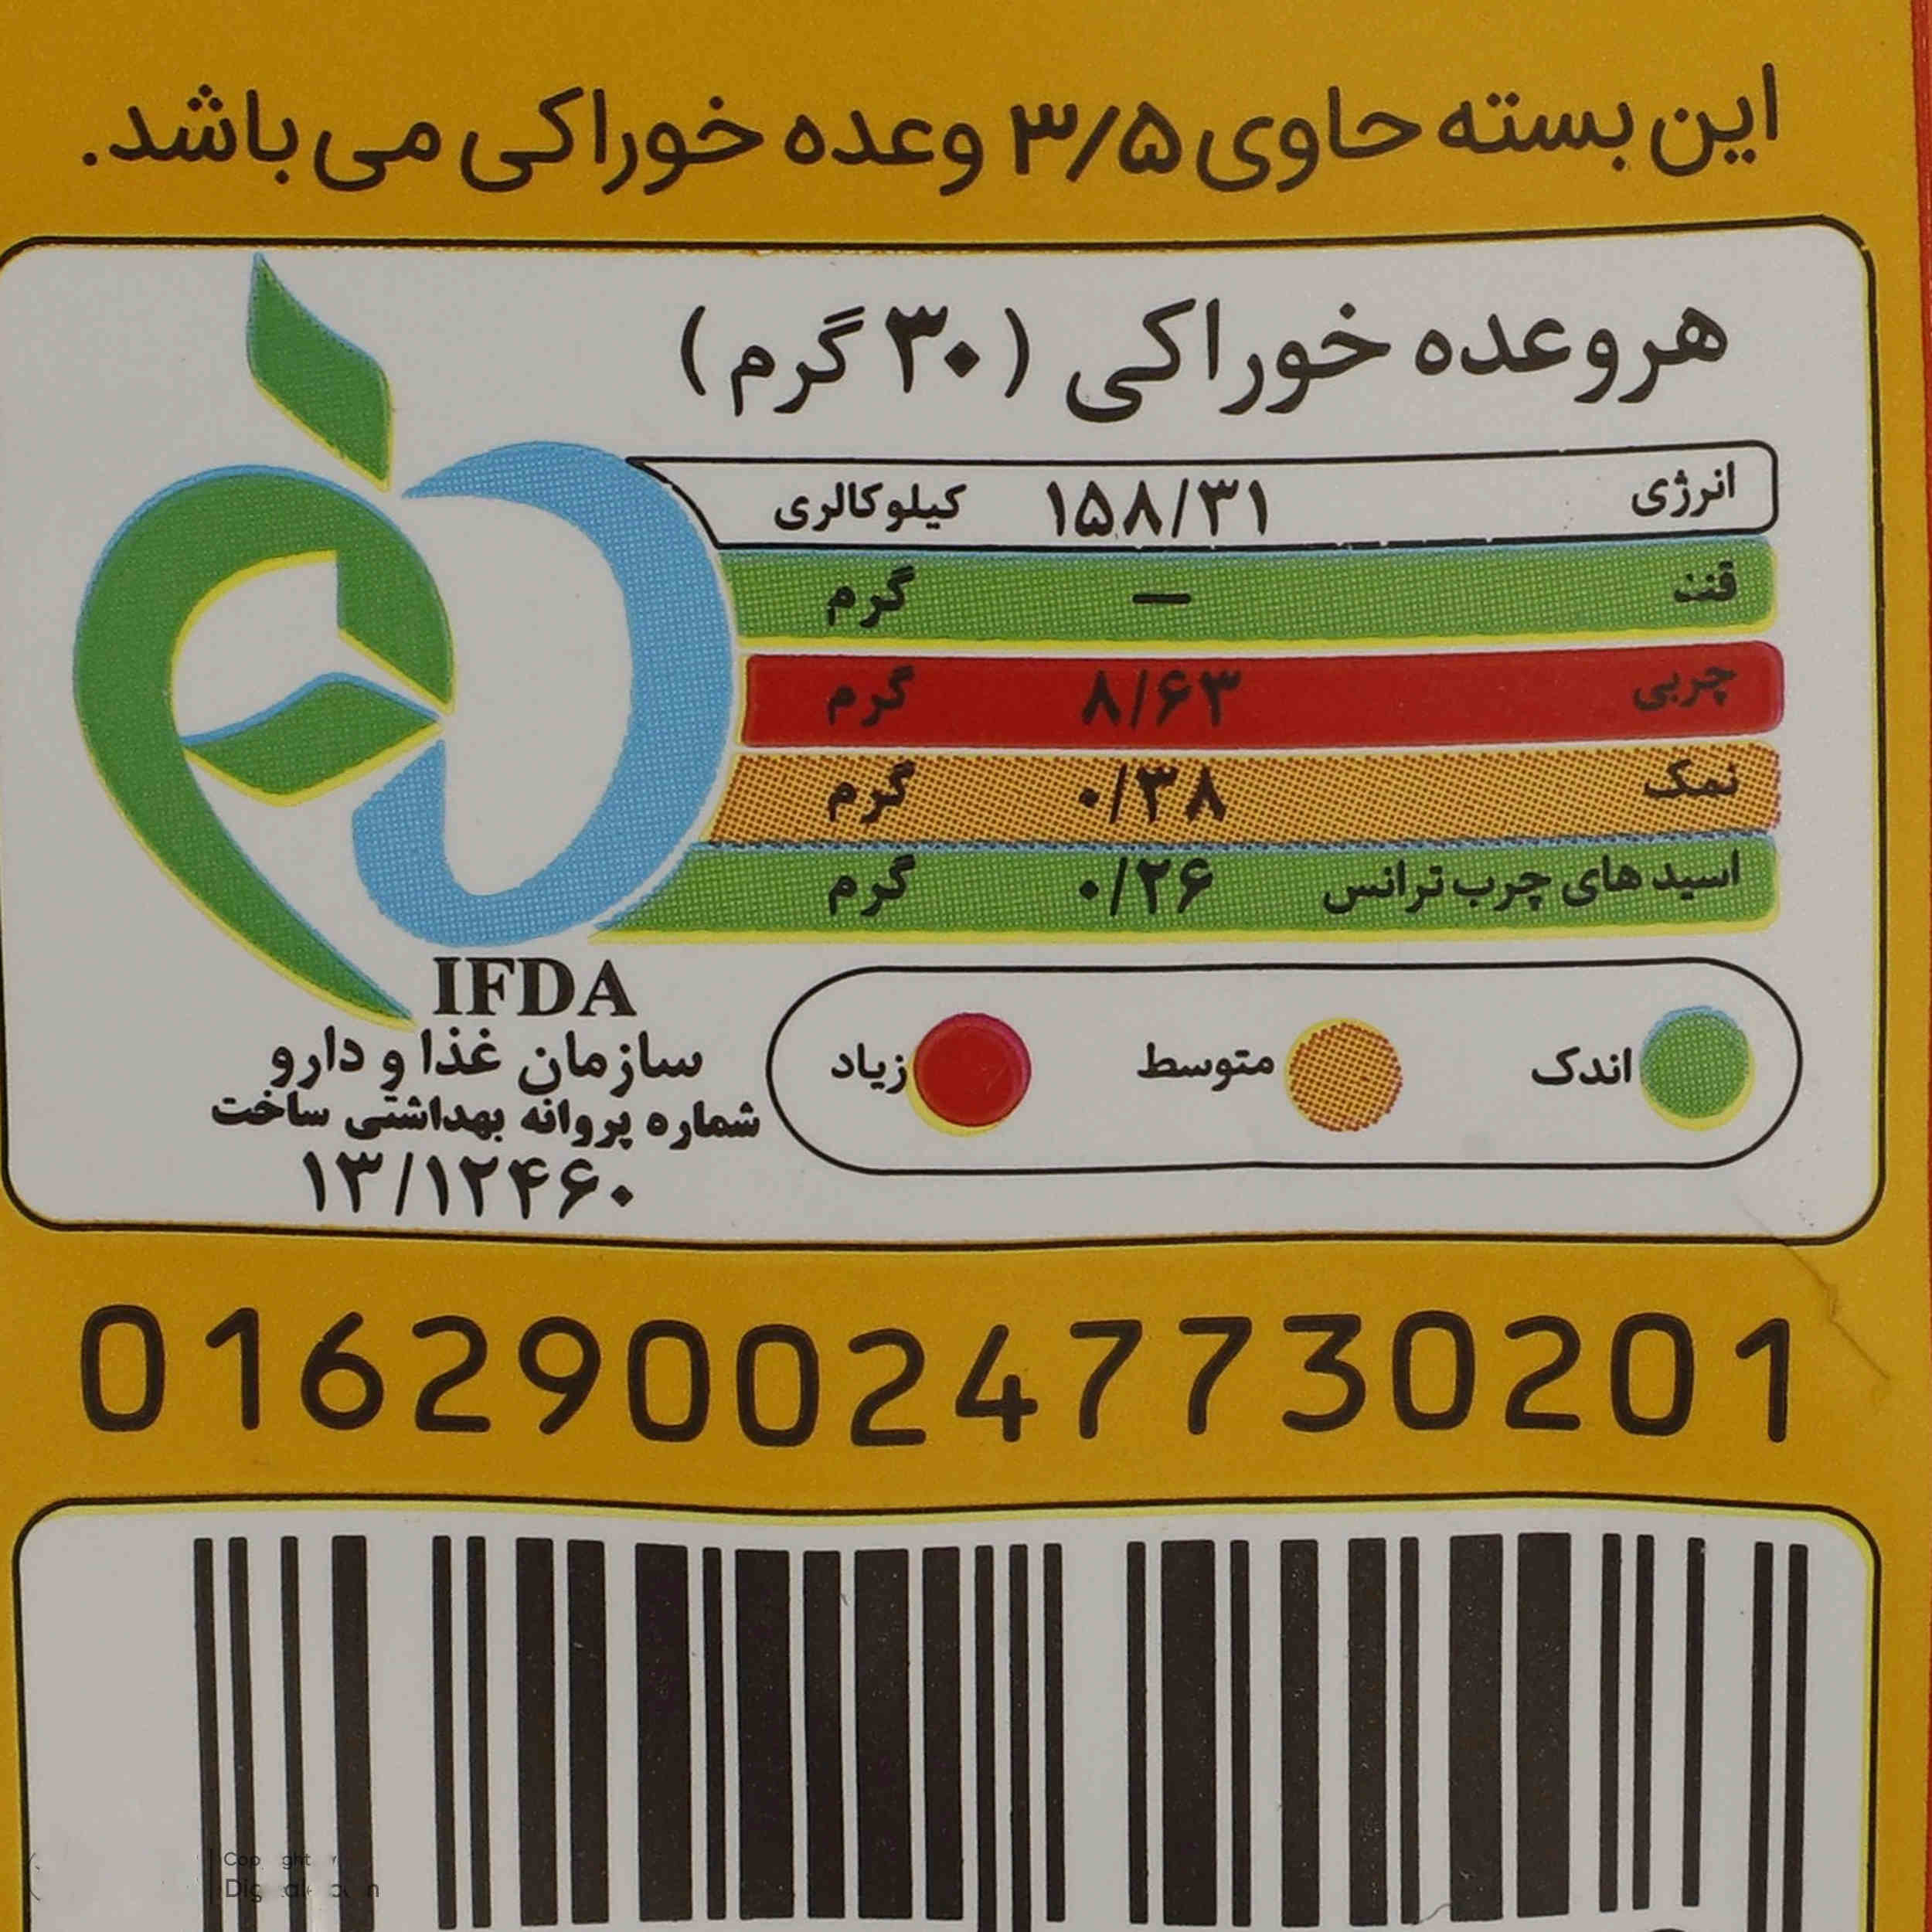 این بسته حاوی ۳/۵ وعده خوراکی می باشد.
هر وعده خوراکی (۳۰ گرم)
انرژی ۱۵۸/۳۱ کیلوکالری
قند — گرم
چربی ۸/۶۳ گرم
نمک ۰/۳۸ گرم
اسید های چرب ترانس ۰/۲۶ گرم
اندک متوسط زیاد
IFDA
سازمان غذا و دارو
شماره پروانه بهداشتی ساخت
۱۳/۱۲۴۶۰
0162900247730201